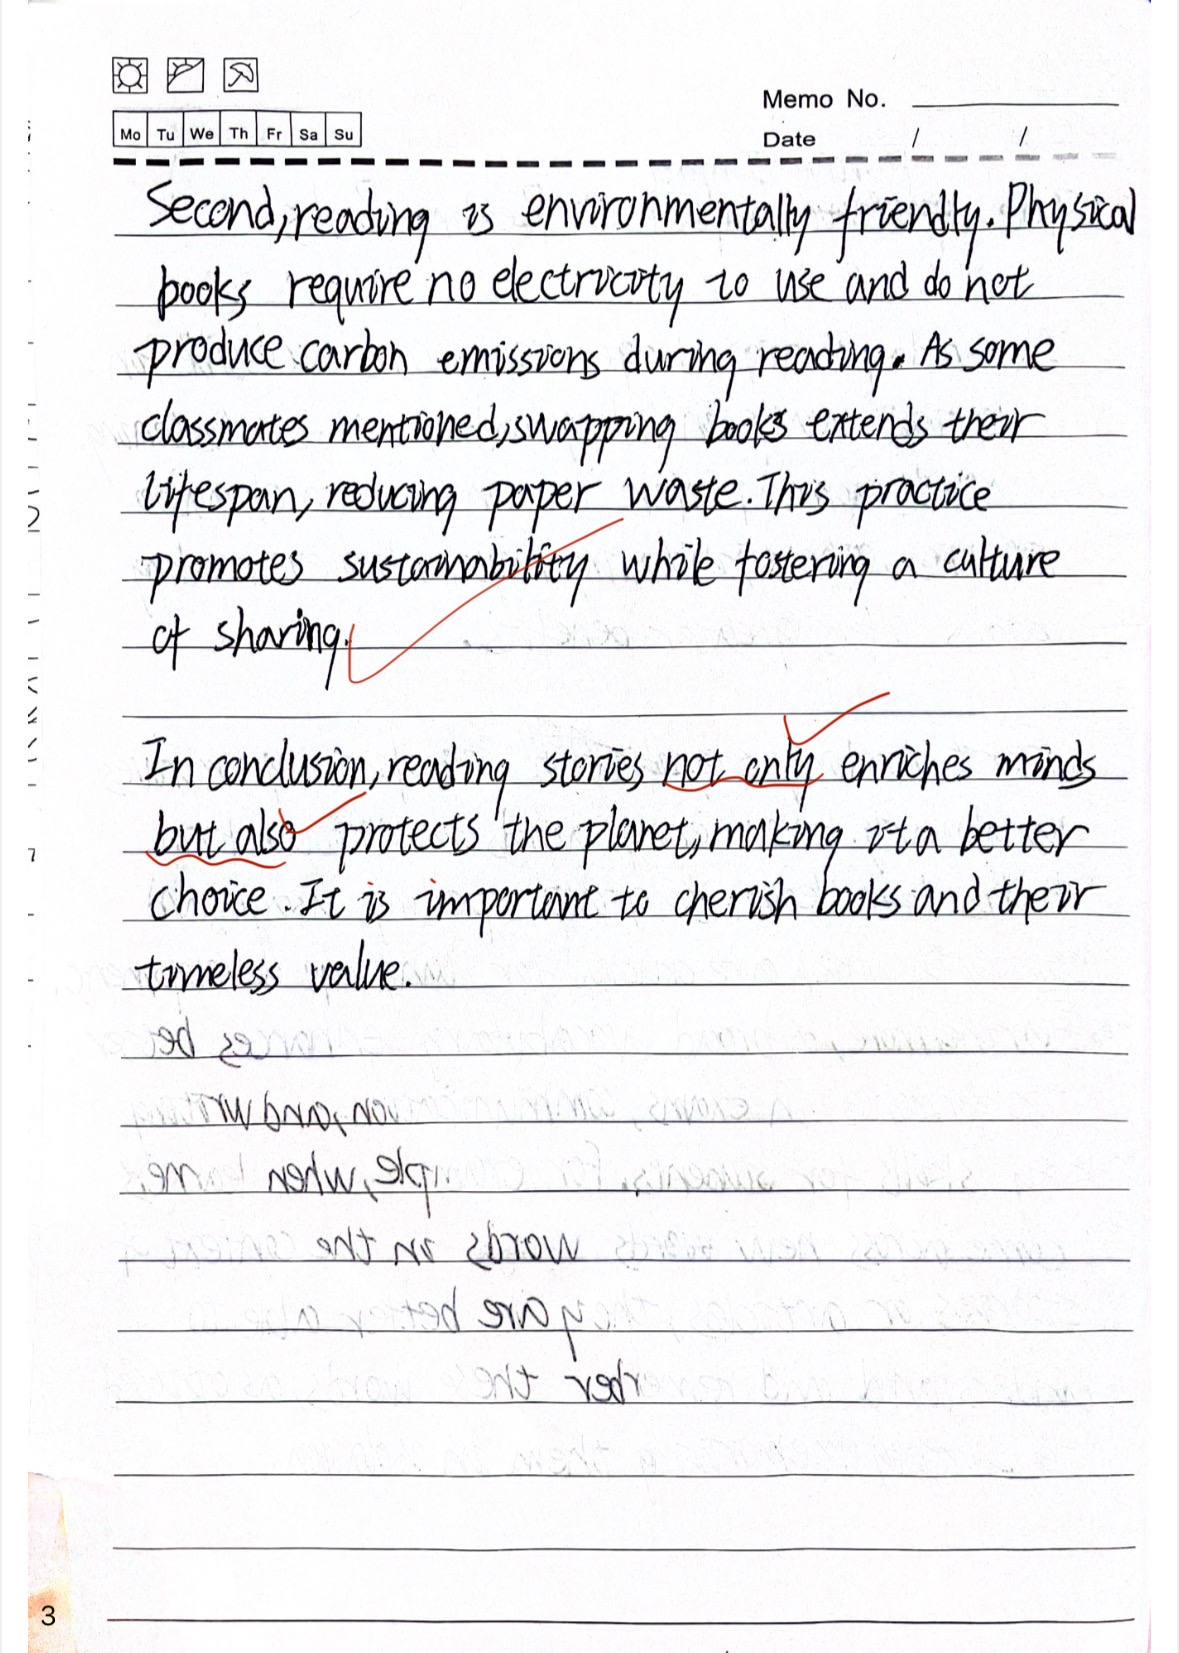 Memo No.
Mo Tu We Th Fr Sa Su
Date / /
Second, reading is environmentally friendly. Physical
books require no electricity to use and do not
produce carbon emissions during reading. As some
classmates mentioned, swapping books extends their
lifespan, reducing paper waste. This practice
promotes sustainability while fostering a culture
of sharing.
In conclusion, reading stories not only enriches minds
but also protects the planet, making it a better
choice. It is important to cherish books and their
timeless value.
3